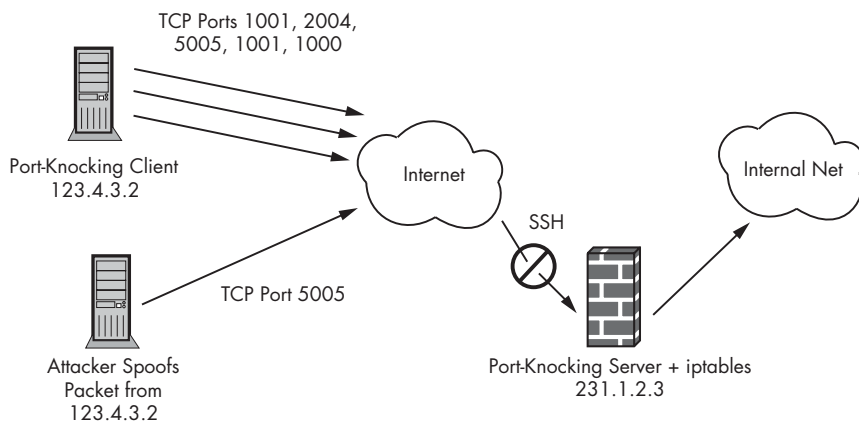 TCP Ports 1001, 2004,
5005, 1001, 1000
Port-Knocking Client
123.4.3.2
Internet
Internal Net
SSH
TCP Port 5005
Attacker Spoofs
Packet from
123.4.3.2
Port-Knocking Server + iptables
231.1.2.3